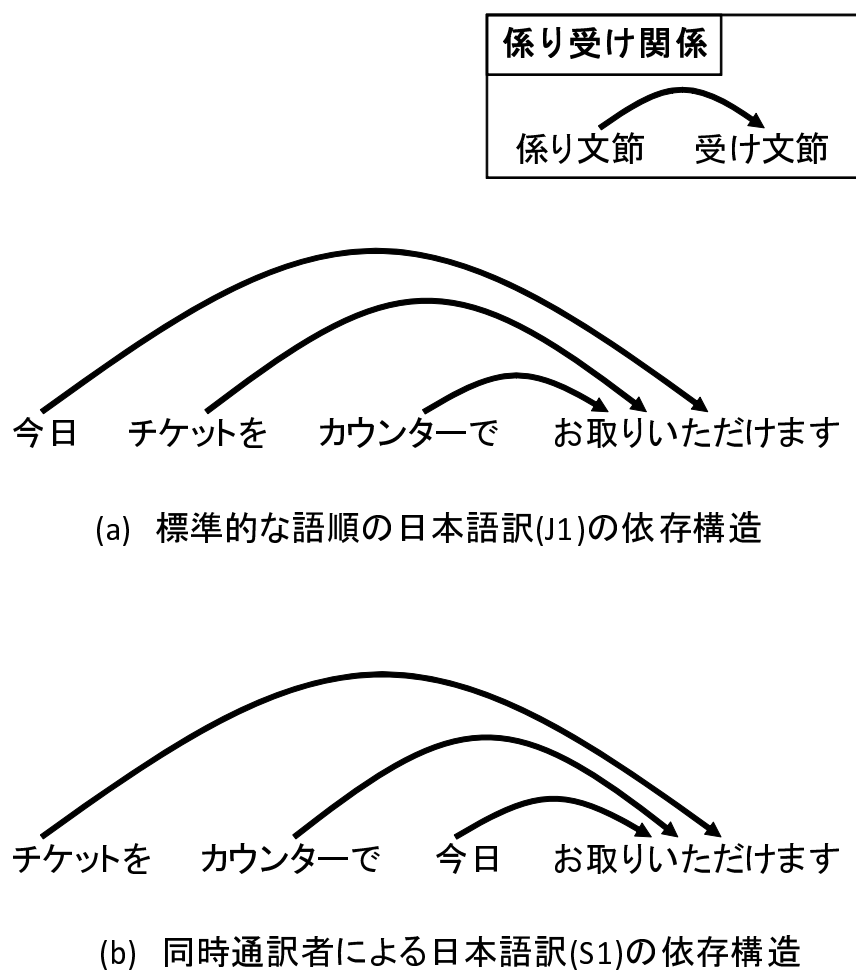 係り受け関係
係り文節 受け文節
今日 チケットを カウンターで お取りいただけます
(a) 標準的な語順の日本語訳(J1)の依存構造
チケットを カウンターで 今日 お取りいただけます
(b) 同時通訳者による日本語訳(S1)の依存構造